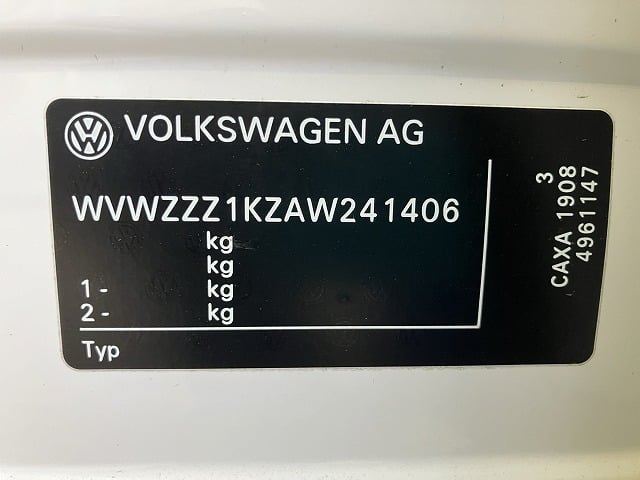 VOLKSWAGEN AG
WVWZZZ1KZAW241406
kg
kg
1 - kg
2 - kg
Typ
3
CAXA 1908
4961147